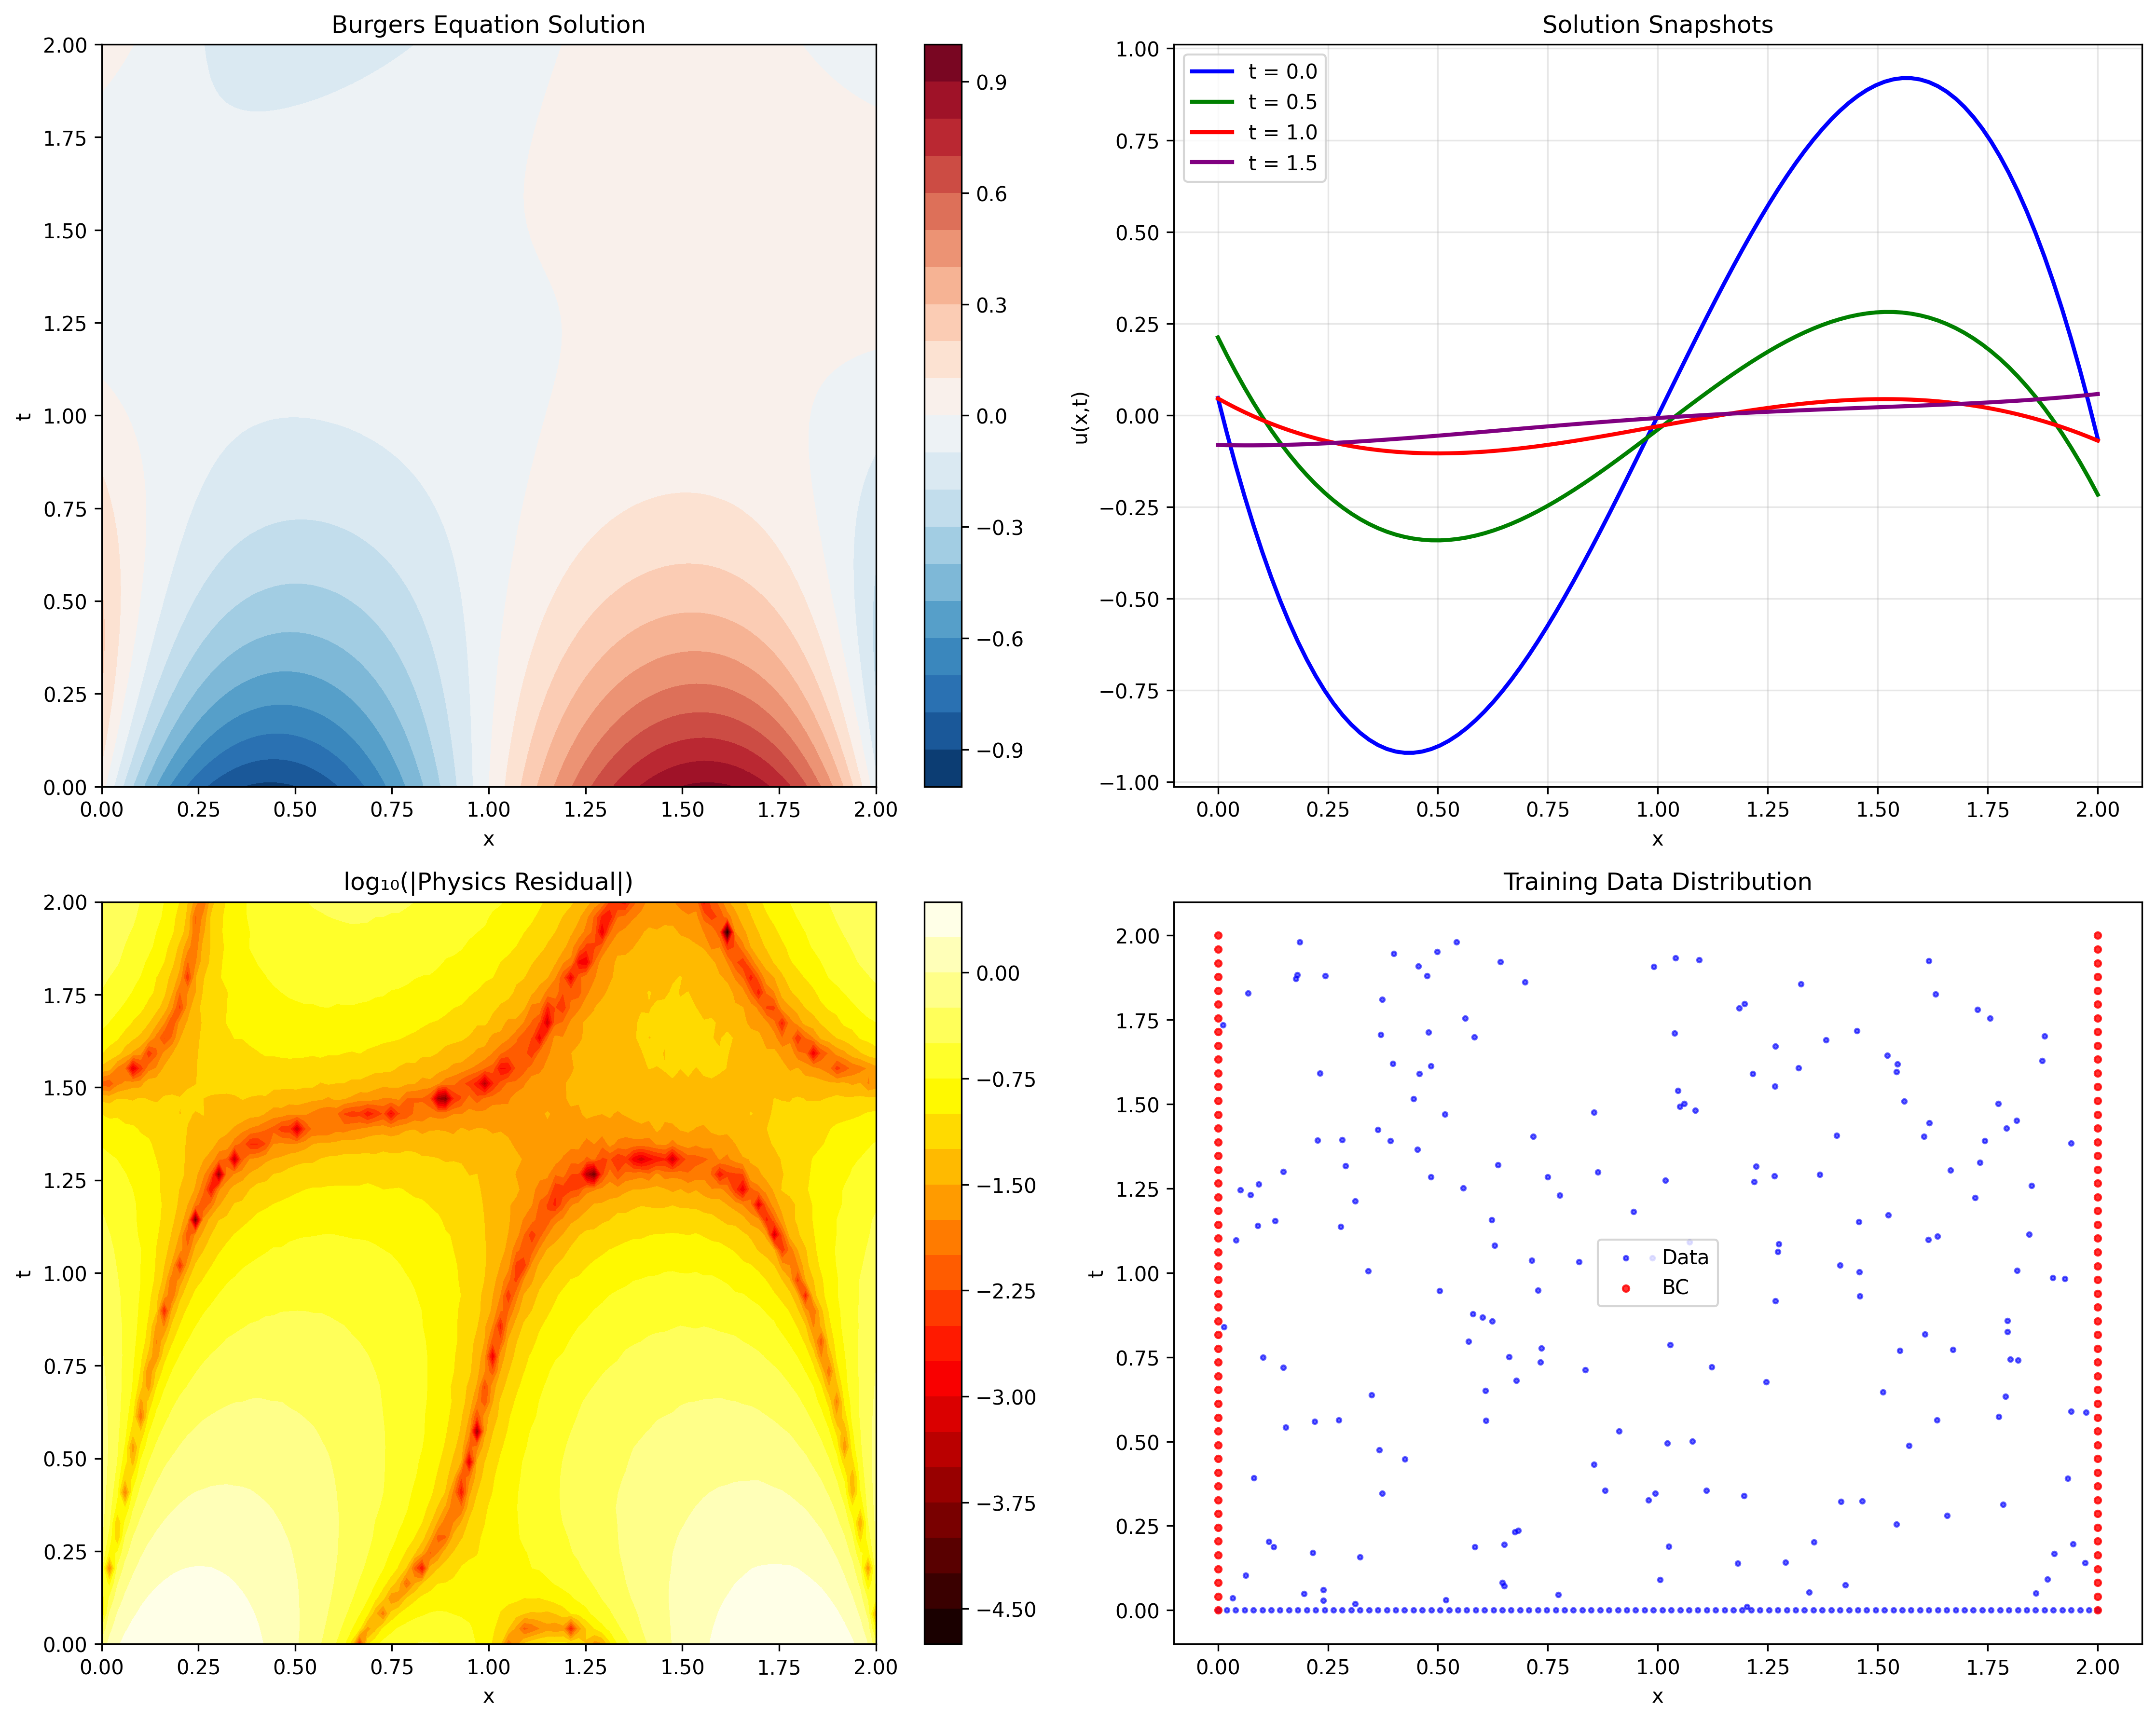 Burgers Equation Solution
2.00
1.75
1.50
1.25
1.00
0.75
0.50
0.25
0.00
t
0.00 0.25 0.50 0.75 1.00 1.25 1.50 1.75 2.00
x
0.9
0.6
0.3
0.0
−0.3
−0.6
−0.9
Solution Snapshots
1.00
0.75
0.50
0.25
0.00
−0.25
−0.50
−0.75
−1.00
u(x,t)
t = 0.0
t = 0.5
t = 1.0
t = 1.5
0.00 0.25 0.50 0.75 1.00 1.25 1.50 1.75 2.00
x
log₁₀(|Physics Residual|)
2.00
1.75
1.50
1.25
1.00
0.75
0.50
0.25
0.00
t
0.00 0.25 0.50 0.75 1.00 1.25 1.50 1.75 2.00
x
0.00
−0.75
−1.50
−2.25
−3.00
−3.75
−4.50
Training Data Distribution
2.00
1.75
1.50
1.25
1.00
0.75
0.50
0.25
0.00
t
Data
BC
0.00 0.25 0.50 0.75 1.00 1.25 1.50 1.75 2.00
x